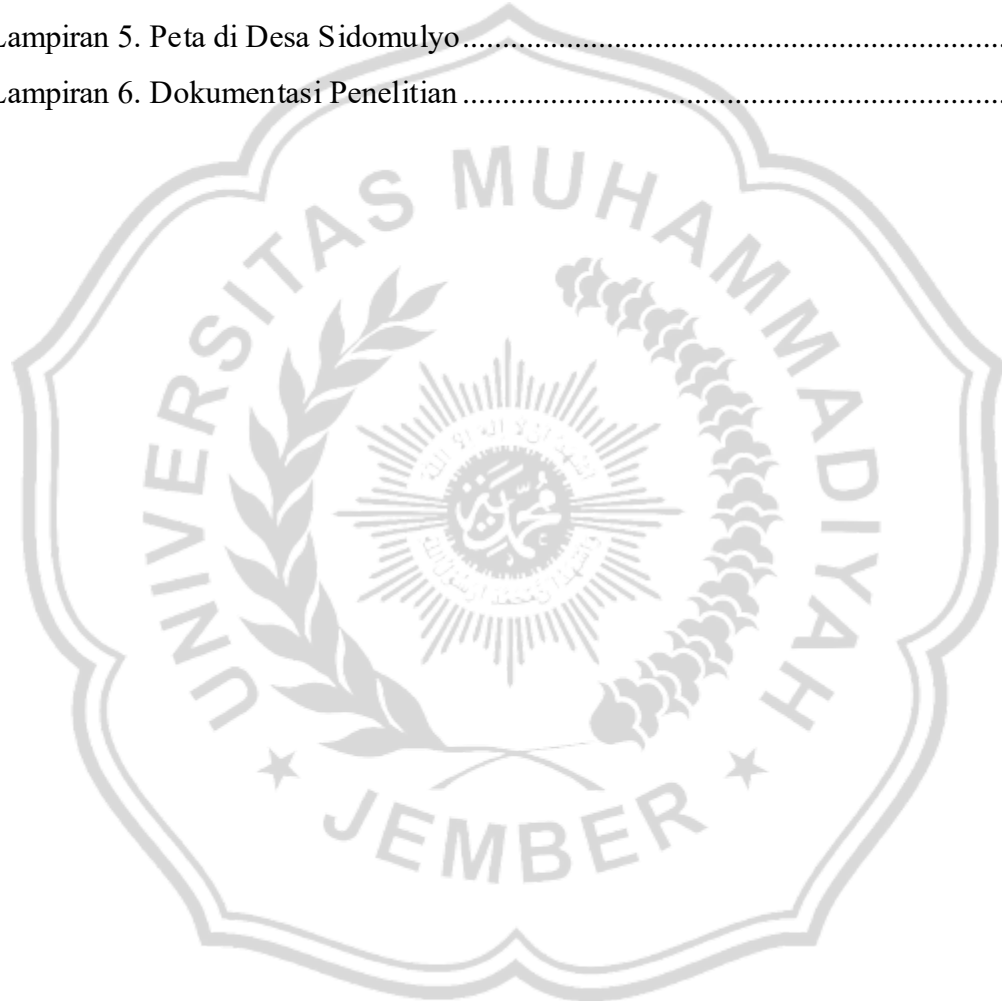 Lampiran 5. Peta di Desa Sidomulyo
Lampiran 6. Dokumentasi Penelitian
UNIVERSITAS MUHAMMADIYAH
JEMBER